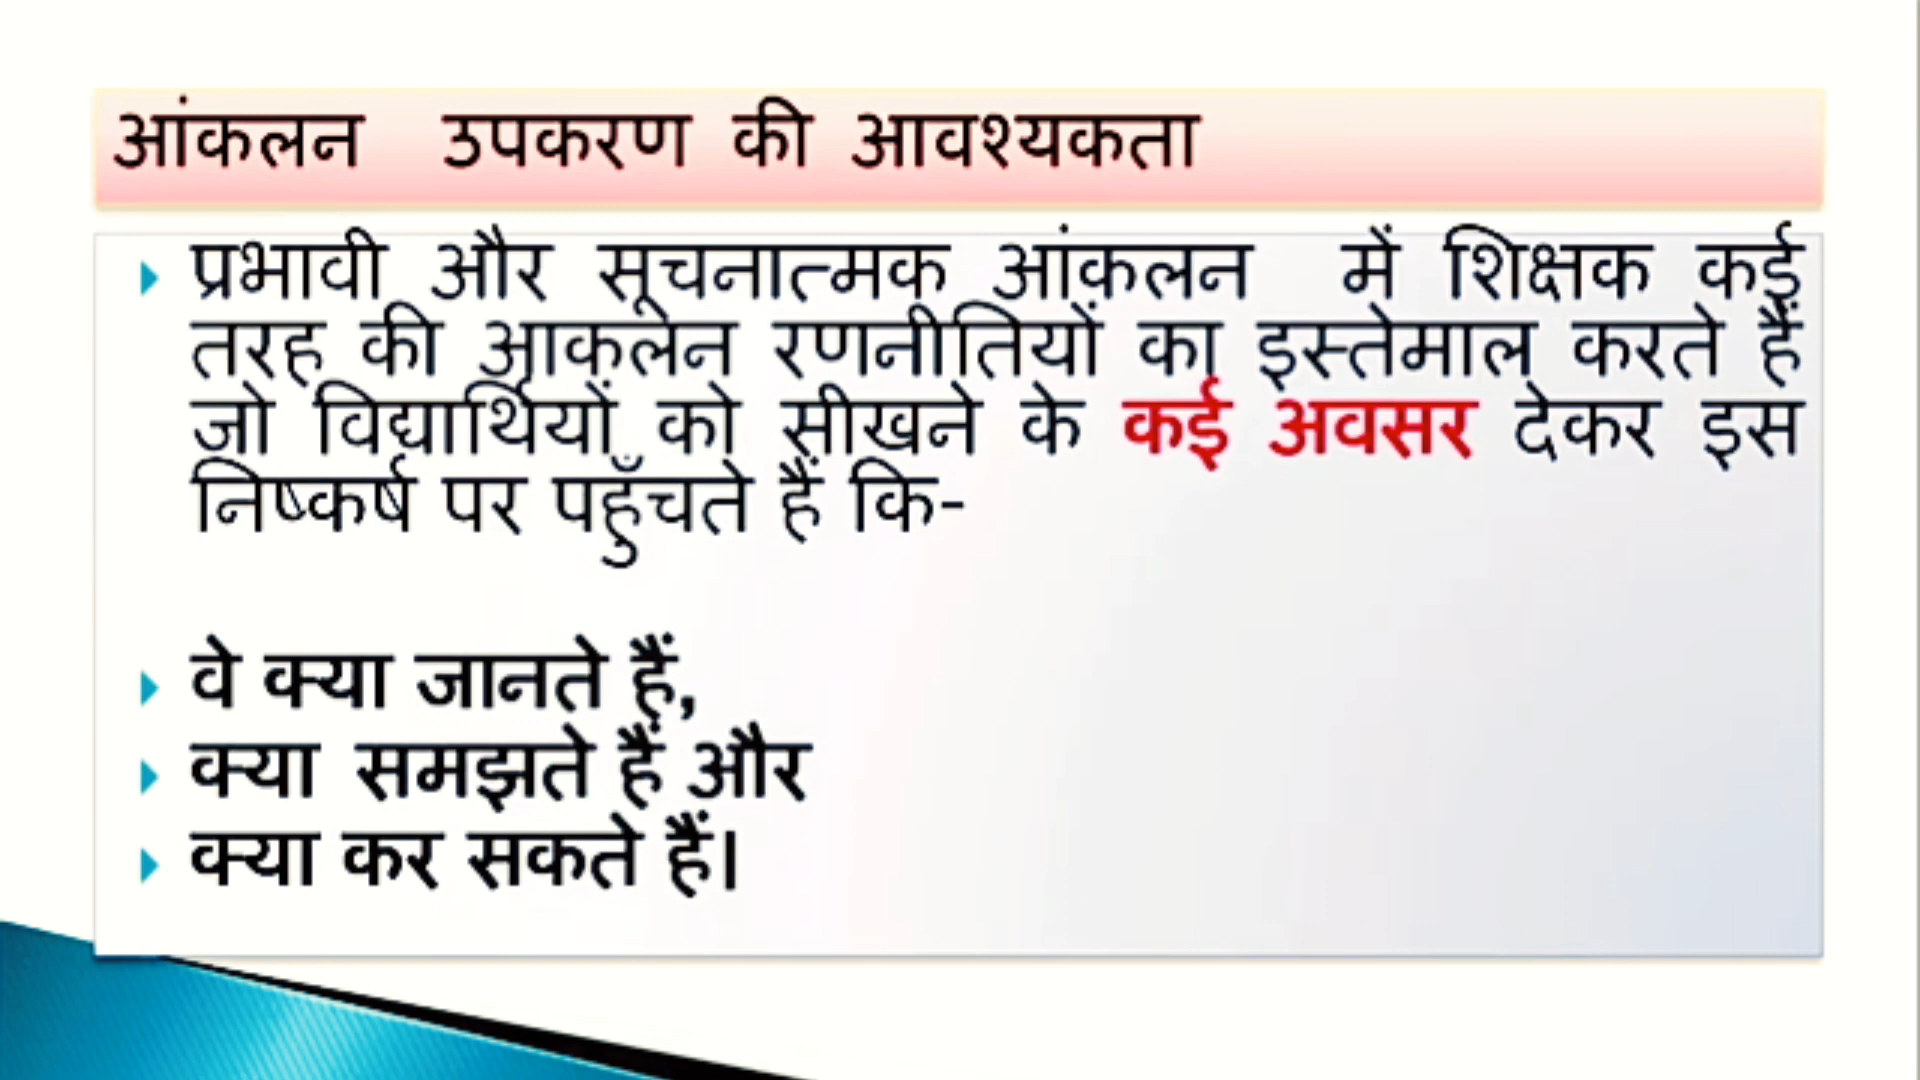 आंकलन उपकरण की आवश्यकता
प्रभावी और सूचनात्मक आंकलन में शिक्षक कई
तरह की आकलन रणनीतियों का इस्तेमाल करते हैं
जो विद्यार्थियों को सीखने के कई अवसर देकर इस
निष्कर्ष पर पहुँचते हैं कि-
वे क्या जानते हैं,
क्या समझते हैं और
क्या कर सकते हैं।